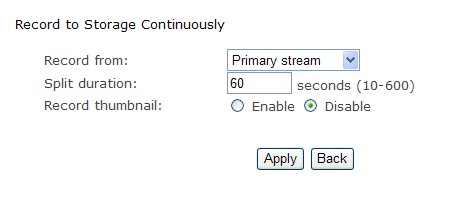 Record to Storage Continuously
Record from: Primary stream
Split duration: 60 seconds (10-600)
Record thumbnail: Enable Disable
Apply Back